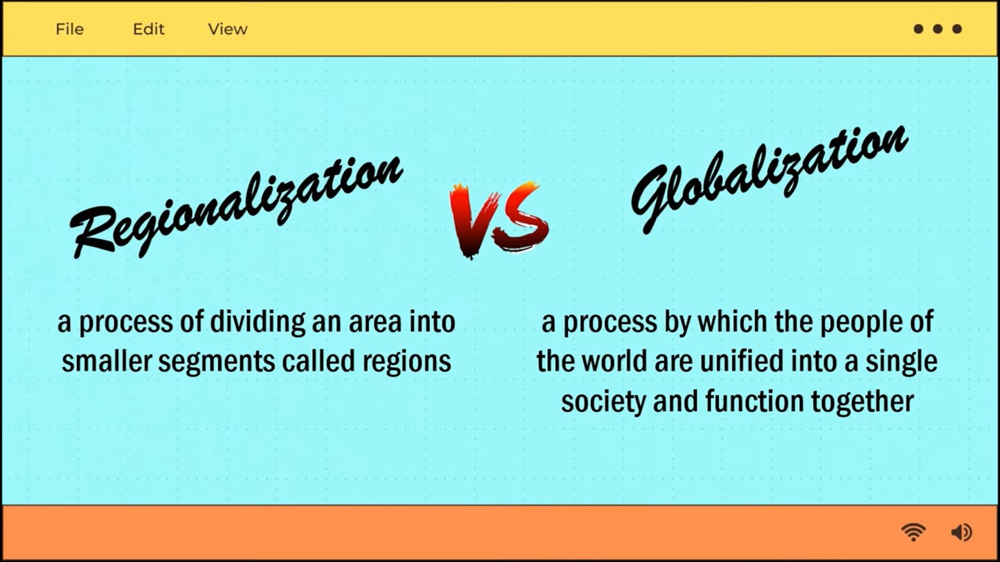 File Edit View
Regionalization
VS
Globalization
a process of dividing an area into
smaller segments called regions
a process by which the people of
the world are unified into a single
society and function together